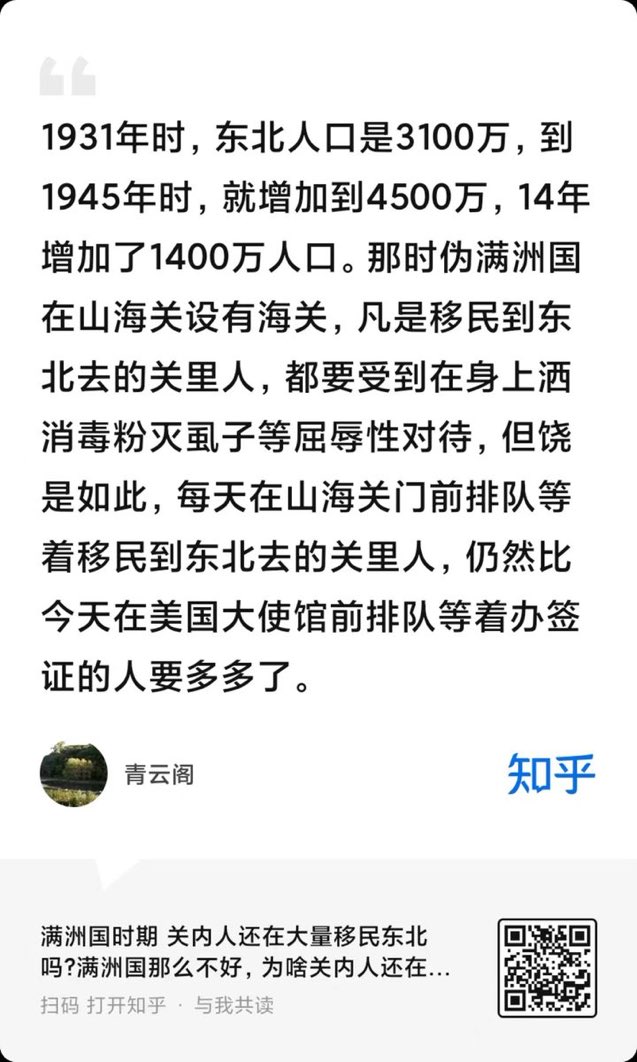 1931年时，东北人口是3100万，到
1945年时，就增加到4500万，14年
增加了1400万人口。那时伪满洲国
在山海关设有海关，凡是移民到东
北去的关里人，都要受到在身上洒
消毒粉灭虱子等屈辱性对待，但饶
是如此，每天在山海关门前排队等
着移民到东北去的关里人，仍然比
今天在美国大使馆前排队等着办签
证的人要多多了。
青云阁
知乎
满洲国时期 关内人还在大量移民东北
吗?满洲国那么不好，为啥关内人还在...
扫码 打开知乎 · 与我共读